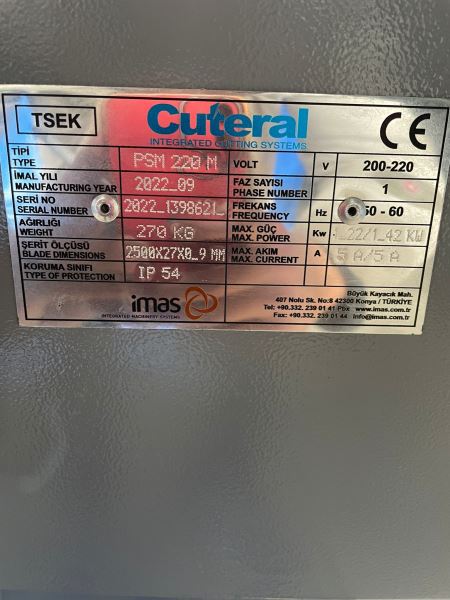 TSEK
Cuteral
INTEGRATED CUTTING SYSTEMS
CE
TİPİ
TYPE
PSM 220 M
VOLT
V
200-220
İMAL YILI
MANUFACTURING YEAR
2022_09
FAZ SAYISI
PHASE NUMBER
1
SERİ NO
SERIAL NUMBER
2022_1398621_
FREKANS
FREQUENCY
Hz
50 - 60
AĞIRLIĞI
WEIGHT
270 KG
MAX. GÜÇ
MAX. POWER
Kw
_22/1_42 KW
ŞERİT ÖLÇÜSÜ
BLADE DIMENSIONS
2500X27X0_9 MM
MAX. AKIM
MAX. CURRENT
A
5 A/5 A
KORUMA SINIFI
TYPE OF PROTECTION
IP 54
imas
INTEGRATED MACHINERY SYSTEMS
Büyük Kayacık Mah.
407 Nolu Sk. No:8 42300 Konya / TÜRKİYE
Tel: +90.332. 239 01 41 Pbx www.imas.com.tr
Fax: +90.332. 239 01 44 info@imas.com.tr